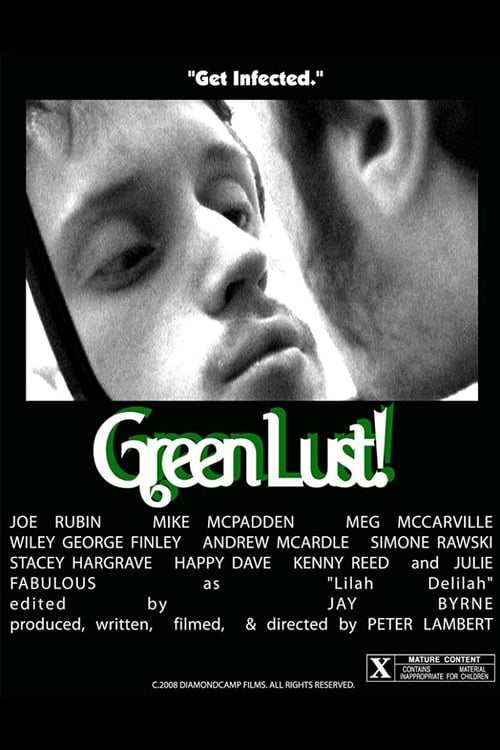 "Get Infected."
Green Lust!
JOE RUBIN MIKE MCPADDEN MEG MCCARVILLE
WILEY GEORGE FINLEY ANDREW MCARDLE SIMONE RAWSKI
STACEY HARGRAVE HAPPY DAVE KENNY REED and JULIE
FABULOUS as "Lilah Delilah"
edited by JAY BYRNE
produced, written, filmed, & directed by PETER LAMBERT
X MATURE CONTENT
CONTAINS MATERIAL
INAPPROPRIATE FOR CHILDREN
C.2008 DIAMONDCAMP FILMS. ALL RIGHTS RESERVED.